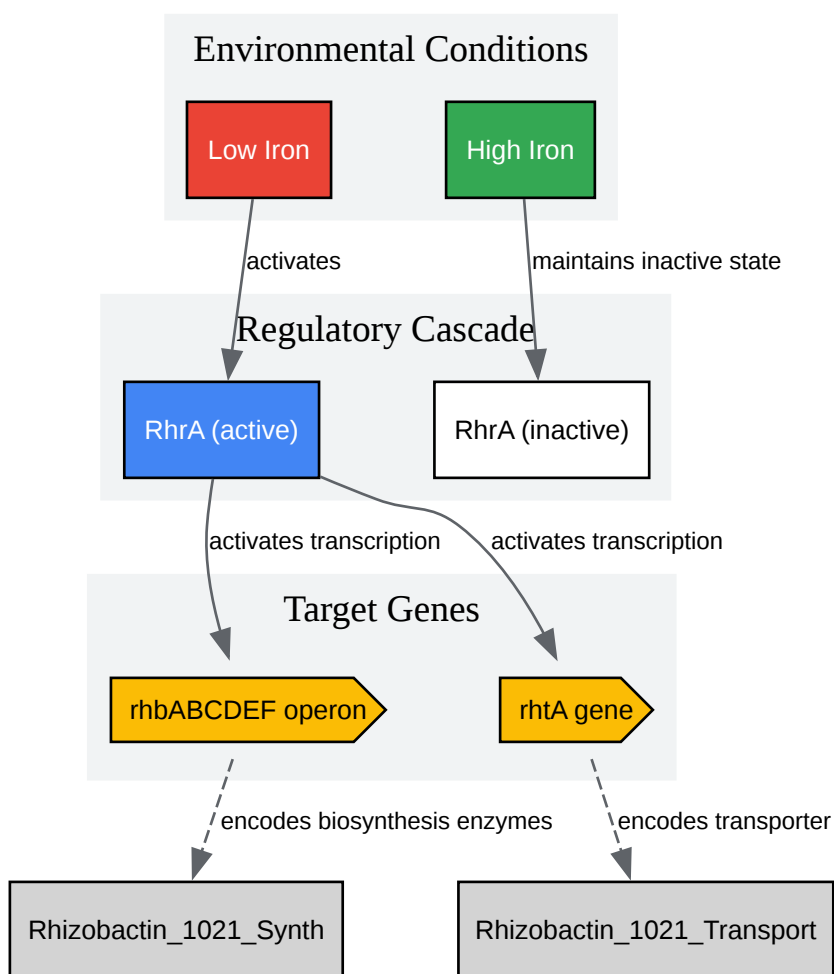 Environmental Conditions
Low Iron
High Iron
activates
maintains inactive state
Regulatory Cascade
RhrA (active)
RhrA (inactive)
activates transcription
activates transcription
Target Genes
rhbABCDEF operon
rhtA gene
encodes biosynthesis enzymes
encodes transporter
Rhizobactin_1021_Synth
Rhizobactin_1021_Transport